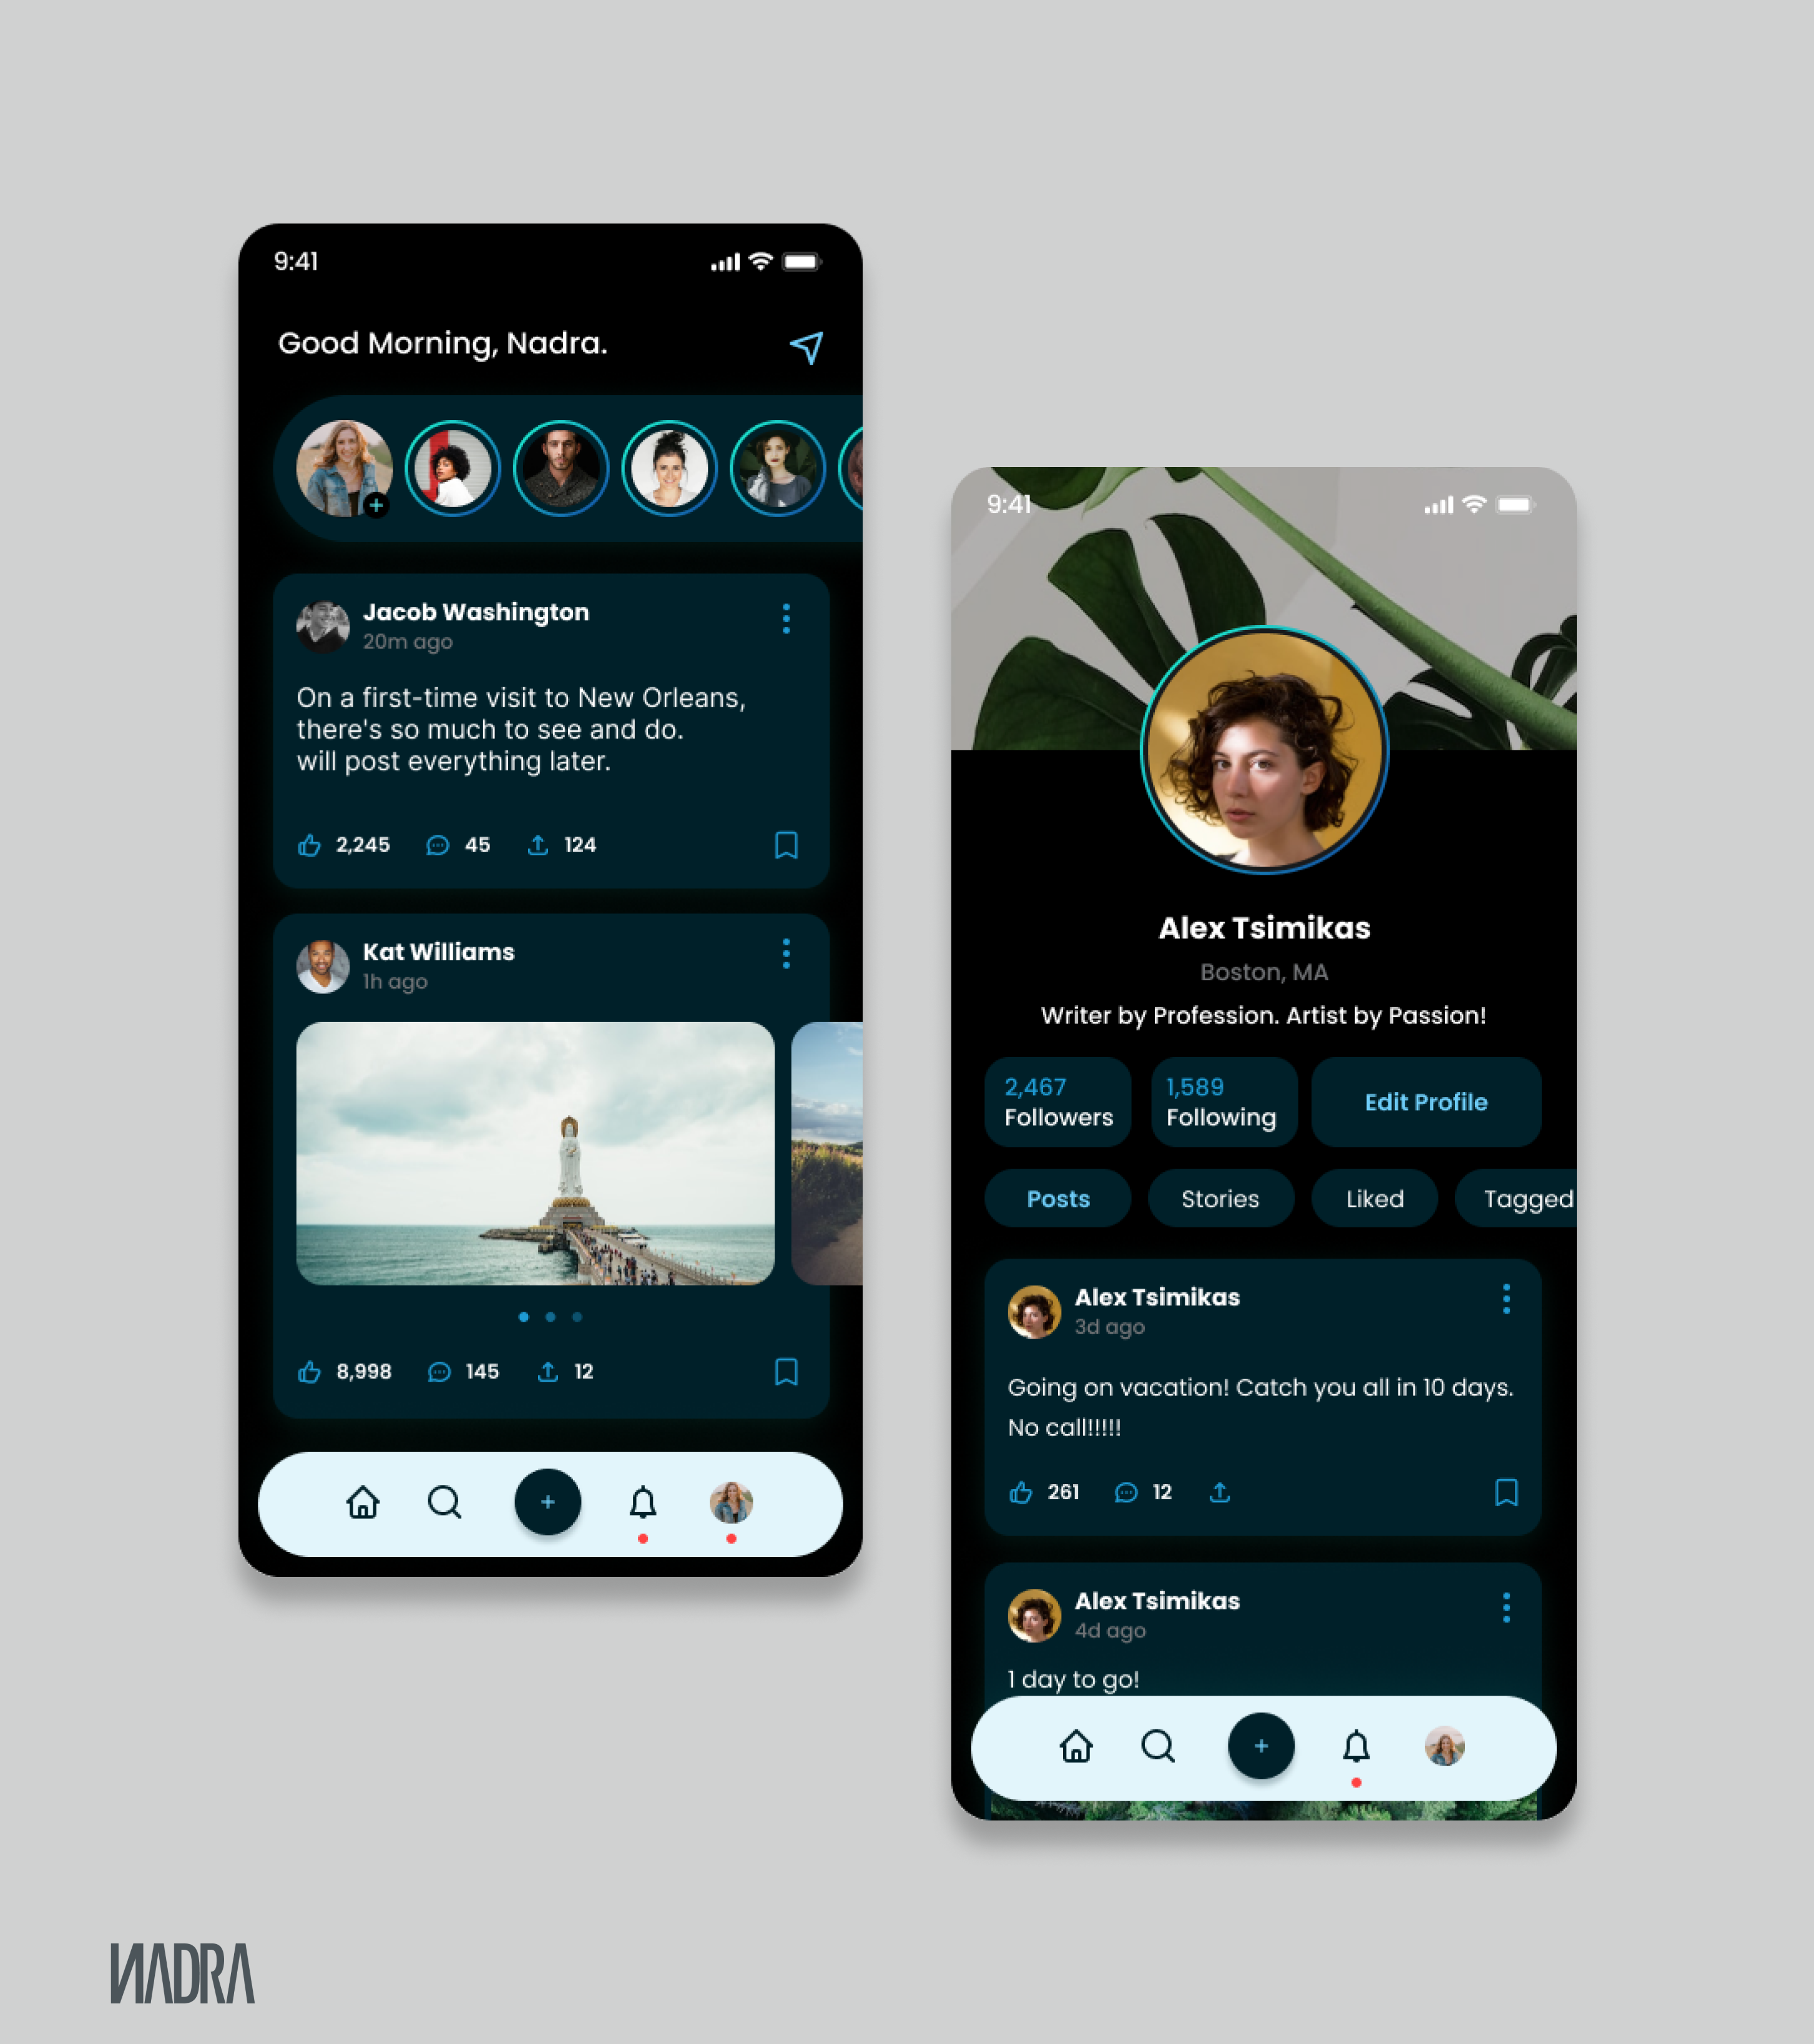 9:41
Good Morning, Nadra.
Jacob Washington
20m ago
On a first-time visit to New Orleans,
there's so much to see and do.
will post everything later.
2,245 45 124
Kat Williams
1h ago
8,998 145 12
9:41
Alex Tsimikas
Boston, MA
Writer by Profession. Artist by Passion!
2,467 1,589
Followers Following Edit Profile
Posts Stories Liked Tagged
Alex Tsimikas
3d ago
Going on vacation! Catch you all in 10 days.
No call!!!!!
261 12
Alex Tsimikas
4d ago
1 day to go!
NADRA